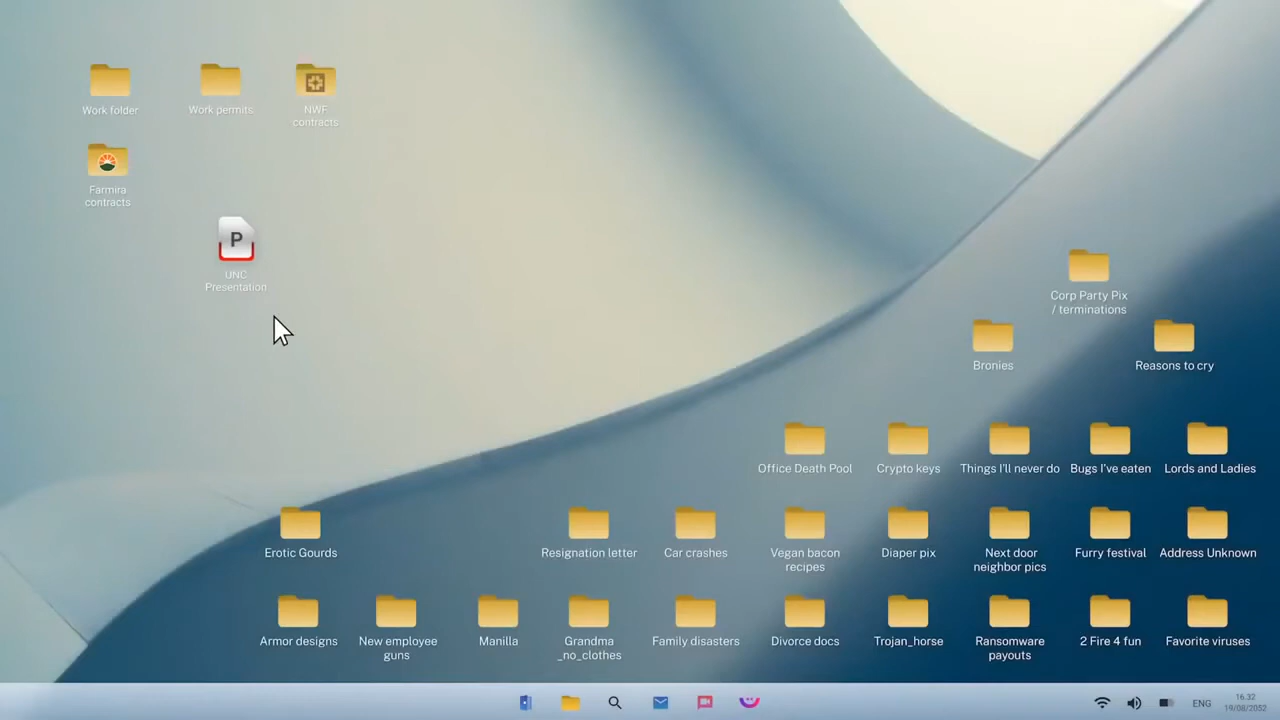 Work folder
Work permits
NWF
contracts
Farmira
contracts
P
UNC
Presentation
Corp Party Pix
/ terminations
Bronies
Reasons to cry
Office Death Pool
Crypto keys
Things I'll never do
Bugs I've eaten
Lords and Ladies
Erotic Gourds
Resignation letter
Car crashes
Vegan bacon
recipes
Diaper pix
Next door
neighbor pics
Furry festival
Address Unknown
Armor designs
New employee
guns
Manilla
Grandma
_no_clothes
Family disasters
Divorce docs
Trojan_horse
Ransomware
payouts
2 Fire 4 fun
Favorite viruses
ENG
16.32
19/08/2052